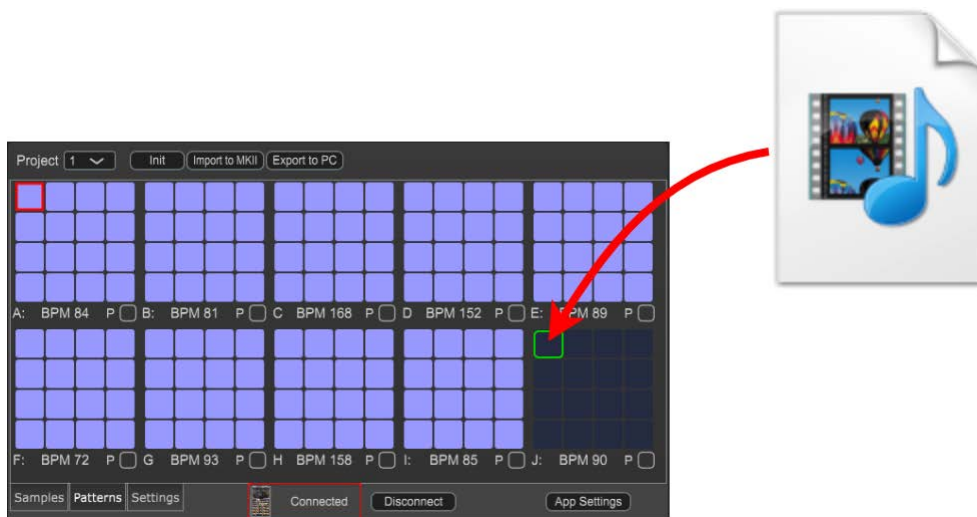 Project 1 Init Import to MKII Export to PC
A: BPM 84 P B: BPM 81 P C BPM 168 P D BPM 152 P E: BPM 89 P
F: BPM 72 P G BPM 93 P H BPM 158 P I: BPM 85 P J: BPM 90 P
Samples Patterns Settings Connected Disconnect App Settings